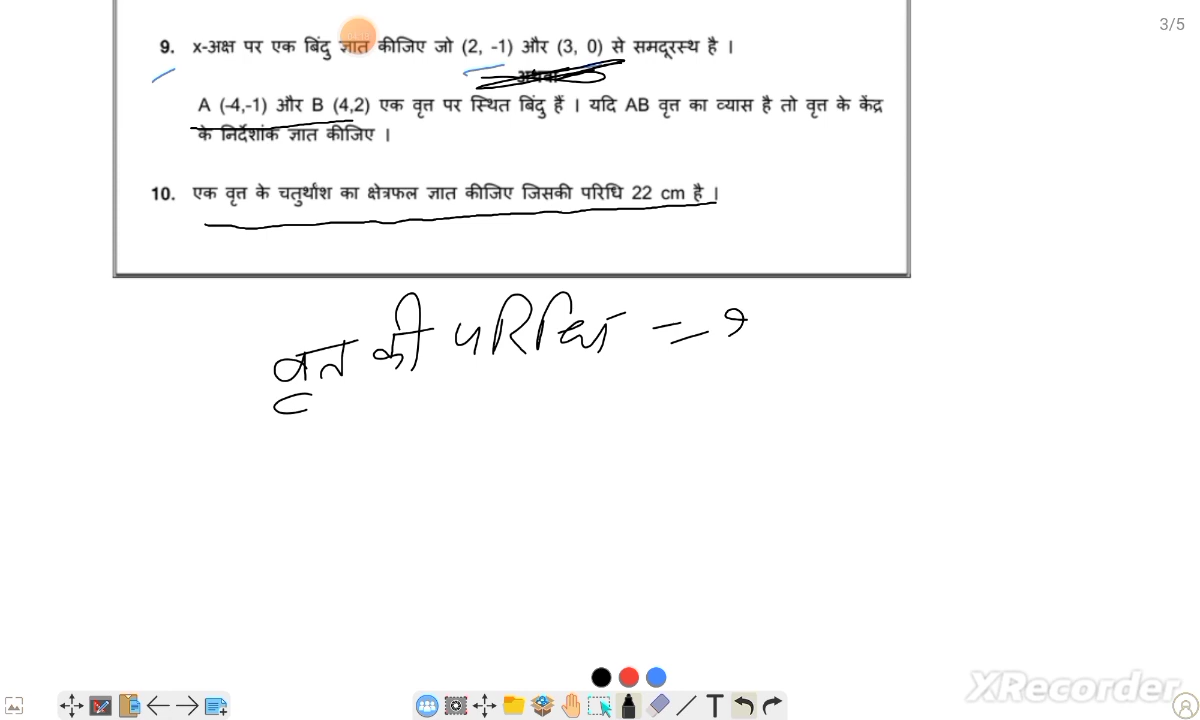 3/5
9. x-अक्ष पर एक बिंदु ज्ञात कीजिए जो (2, -1) और (3, 0) से समदूरस्थ है ।
अथवा
A (-4,-1) और B (4,2) एक वृत्त पर स्थित बिंदु हैं । यदि AB वृत्त का व्यास है तो वृत्त के केंद्र
के निर्देशांक ज्ञात कीजिए ।
10. एक वृत्त के चतुर्थांश का क्षेत्रफल ज्ञात कीजिए जिसकी परिधि 22 cm है ।
वृत की परिधि =
XRecorder